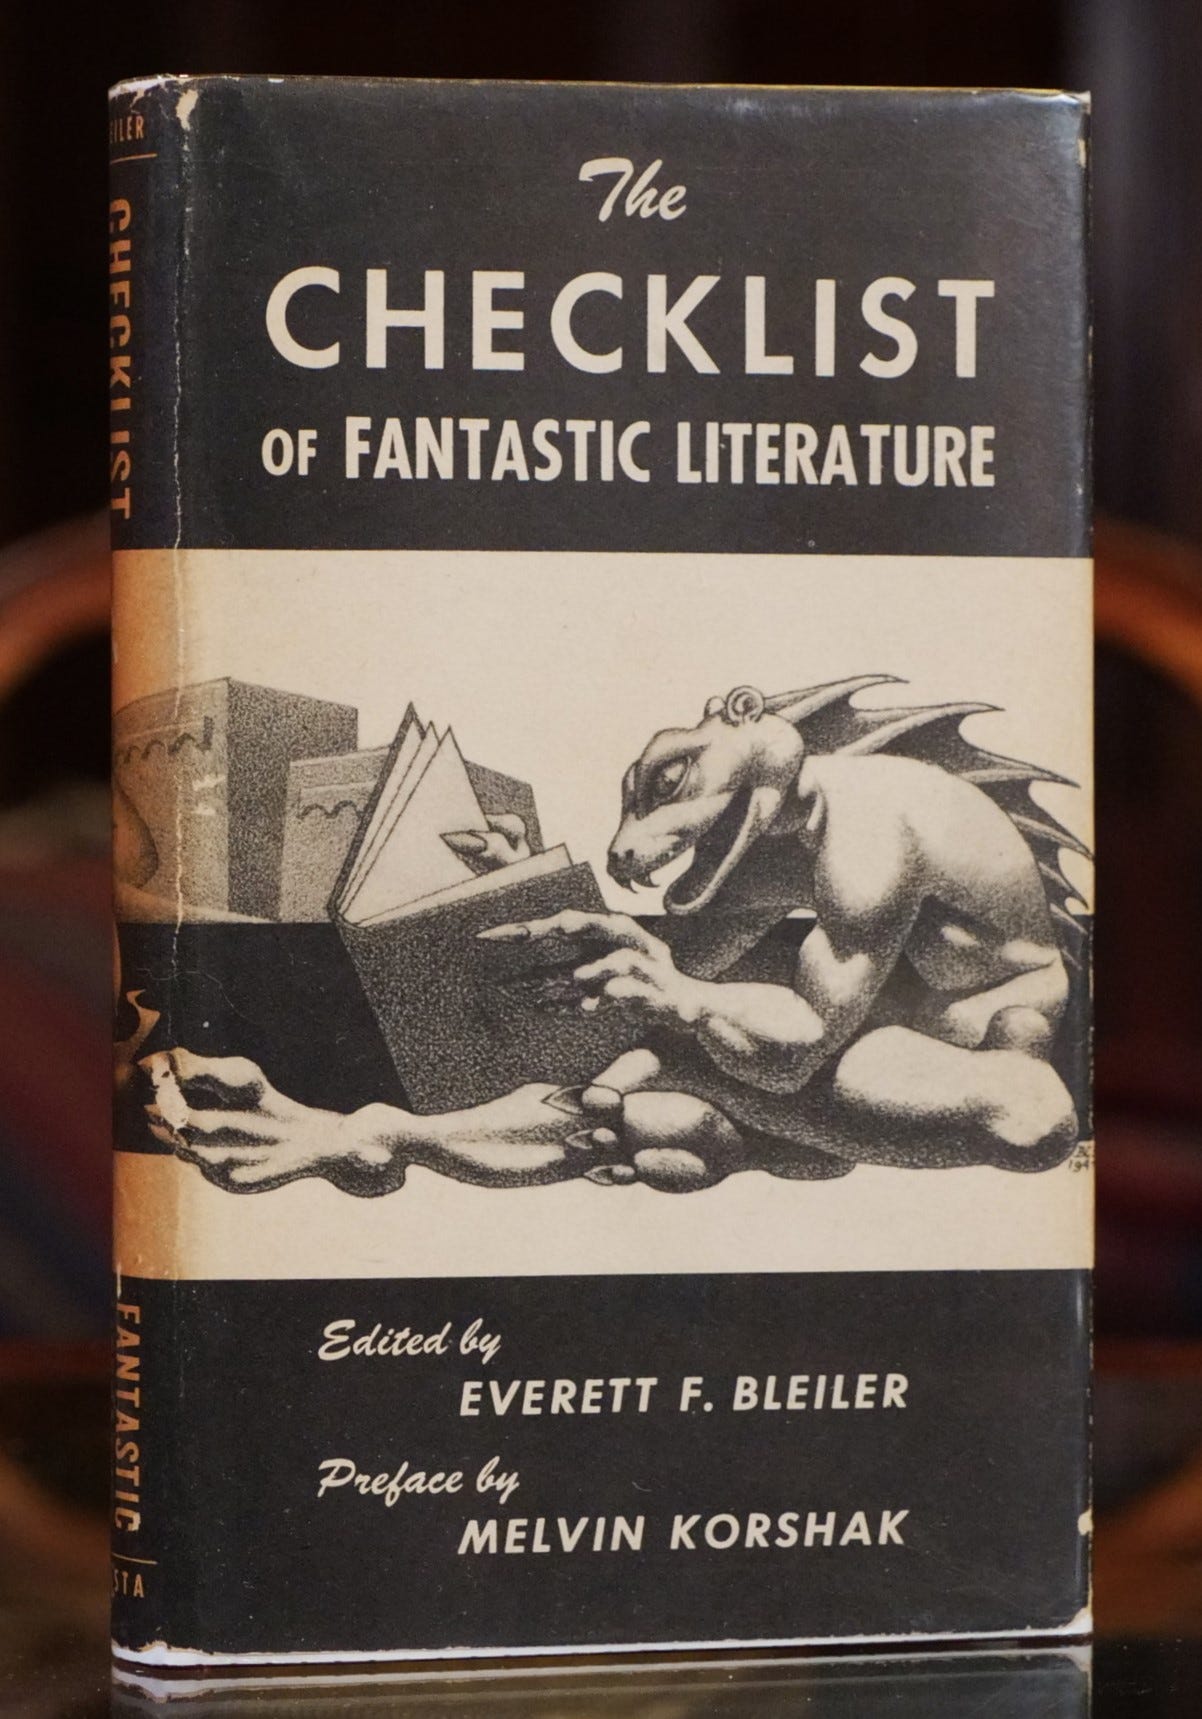 The
CHECKLIST
OF FANTASTIC LITERATURE
Edited by
EVERETT F. BLEILER
Preface by
MELVIN KORSHAK
CHECKLIST
FANTASTIC